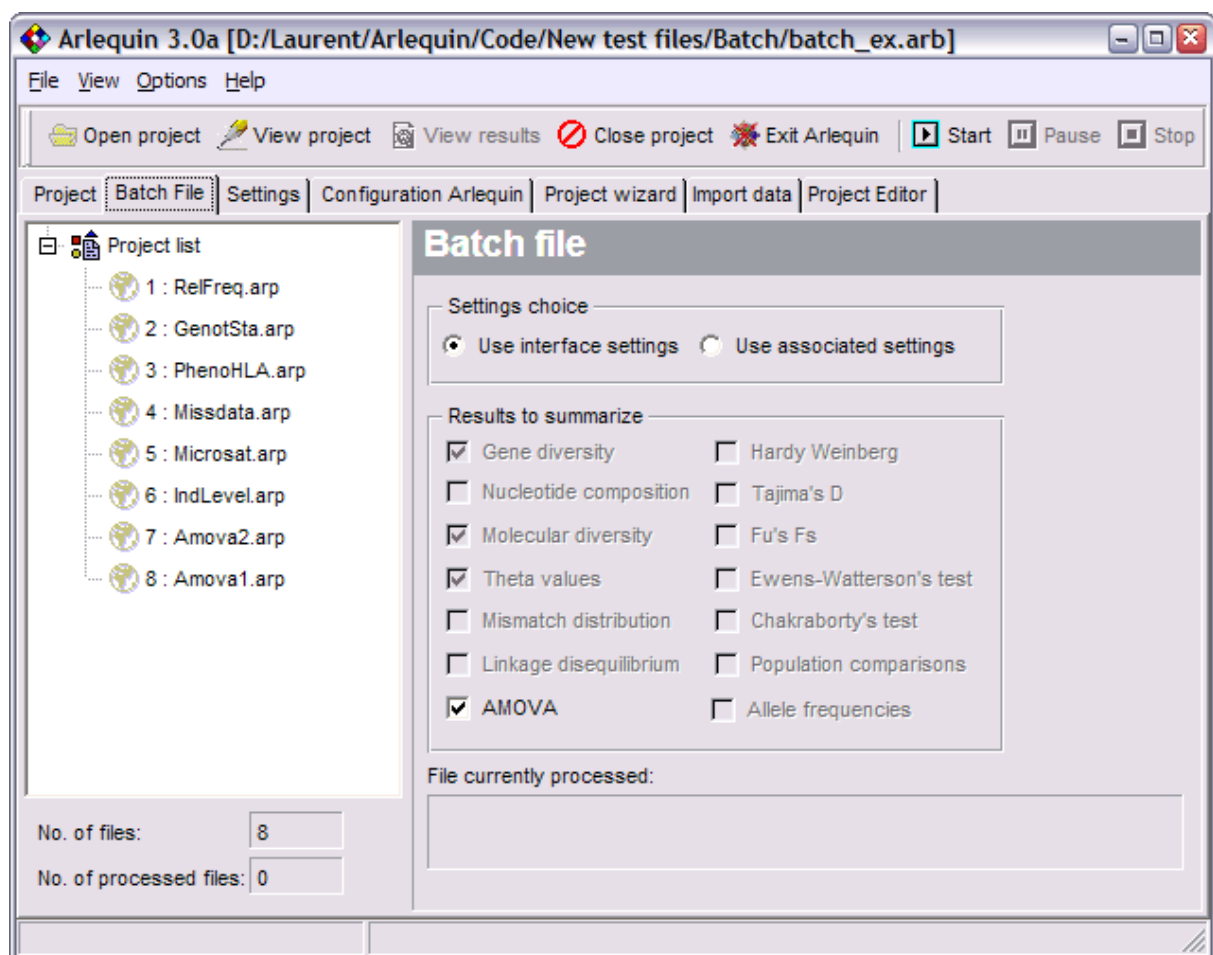 Arlequin 3.0a [D:/Laurent/Arlequin/Code/New test files/Batch/batch_ex.arb]
File View Options Help
Open project View project View results Close project Exit Arlequin Start Pause Stop
Project Batch File Settings Configuration Arlequin Project wizard Import data Project Editor
Project list
1 : RelFreq.arp
2 : GenotSta.arp
3 : PhenoHLA.arp
4 : Missdata.arp
5 : Microsat.arp
6 : IndLevel.arp
7 : Amova2.arp
8 : Amova1.arp
No. of files: 8
No. of processed files: 0
Batch file
Settings choice
Use interface settings Use associated settings
Results to summarize
Gene diversity Hardy Weinberg
Nucleotide composition Tajima's D
Molecular diversity Fu's Fs
Theta values Ewens-Watterson's test
Mismatch distribution Chakraborty's test
Linkage disequilibrium Population comparisons
AMOVA Allele frequencies
File currently processed: